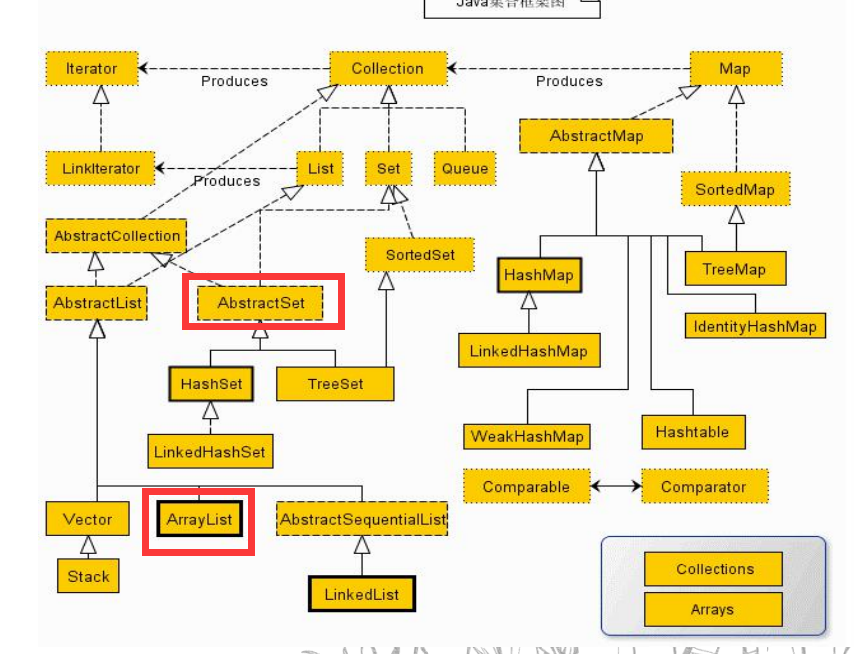 Java集合框架图
Iterator
Collection
Map
Produces
Produces
AbstractMap
LinkIterator
List
Set
Queue
Produces
SortedMap
AbstractCollection
SortedSet
HashMap
TreeMap
AbstractList
AbstractSet
IdentityHashMap
LinkedHashMap
HashSet
TreeSet
WeakHashMap
Hashtable
LinkedHashSet
Comparable
Comparator
Vector
ArrayList
AbstractSequentialList
Stack
LinkedList
Collections
Arrays